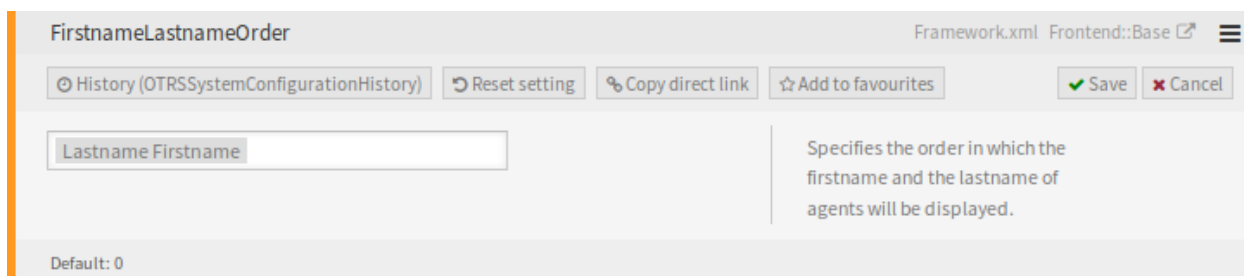 FirstnameLastnameOrder Framework.xml Frontend::Base
History (OTRSSystemConfigurationHistory) Reset setting Copy direct link Add to favourites Save Cancel
Lastname Firstname
Specifies the order in which the
firstname and the lastname of
agents will be displayed.
Default: 0